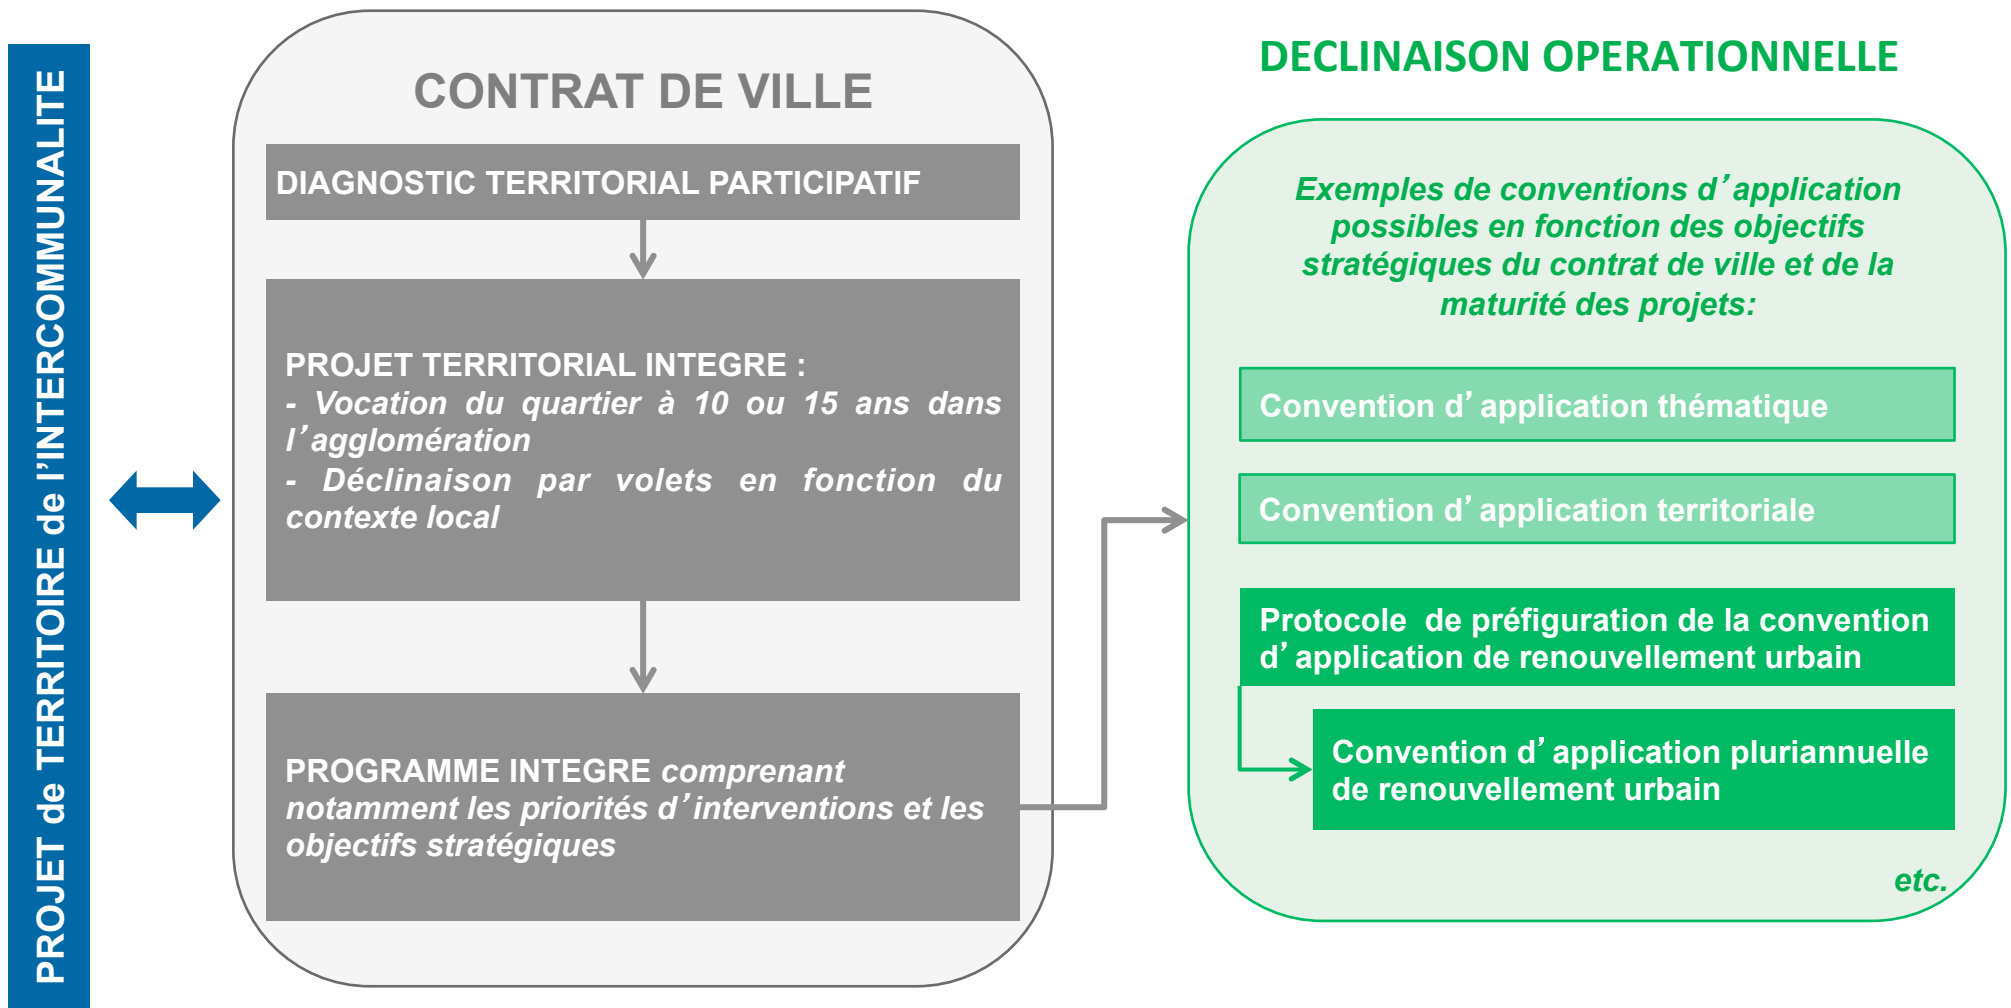 PROJET de TERRITOIRE de l'INTERCOMMUNALITE
CONTRAT DE VILLE
DIAGNOSTIC TERRITORIAL PARTICIPATIF
PROJET TERRITORIAL INTEGRE :
- Vocation du quartier à 10 ou 15 ans dans
l’agglomération
- Déclinaison par volets en fonction du
contexte local
PROGRAMME INTEGRE comprenant
notamment les priorités d’interventions et les
objectifs stratégiques
DECLINAISON OPERATIONNELLE
Exemples de conventions d’application
possibles en fonction des objectifs
stratégiques du contrat de ville et de la
maturité des projets:
Convention d’application thématique
Convention d’application territoriale
Protocole de préfiguration de la convention
d’application de renouvellement urbain
Convention d’application pluriannuelle
de renouvellement urbain
etc.